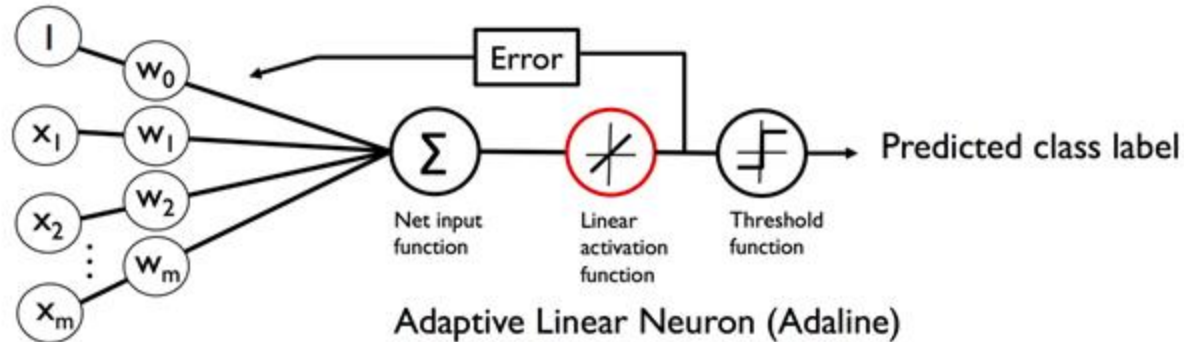 1
w₀
Error
x₁
w₁
Σ
Predicted class label
x₂
w₂
Net input
function
Linear
activation
function
Threshold
function
⋮
wₘ
xₘ
Adaptive Linear Neuron (Adaline)